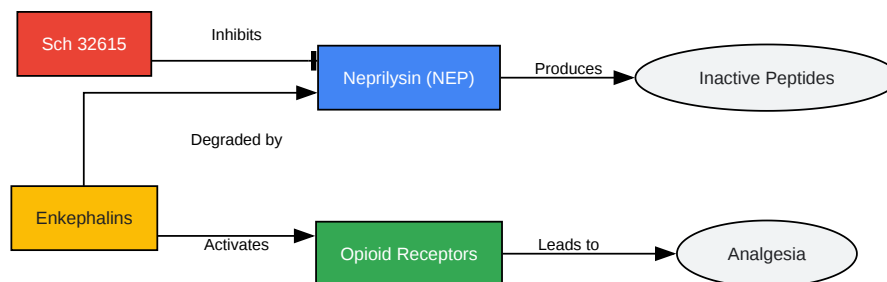 Sch 32615
Inhibits
Neprilysin (NEP)
Produces
Inactive Peptides
Degraded by
Enkephalins
Activates
Opioid Receptors
Leads to
Analgesia